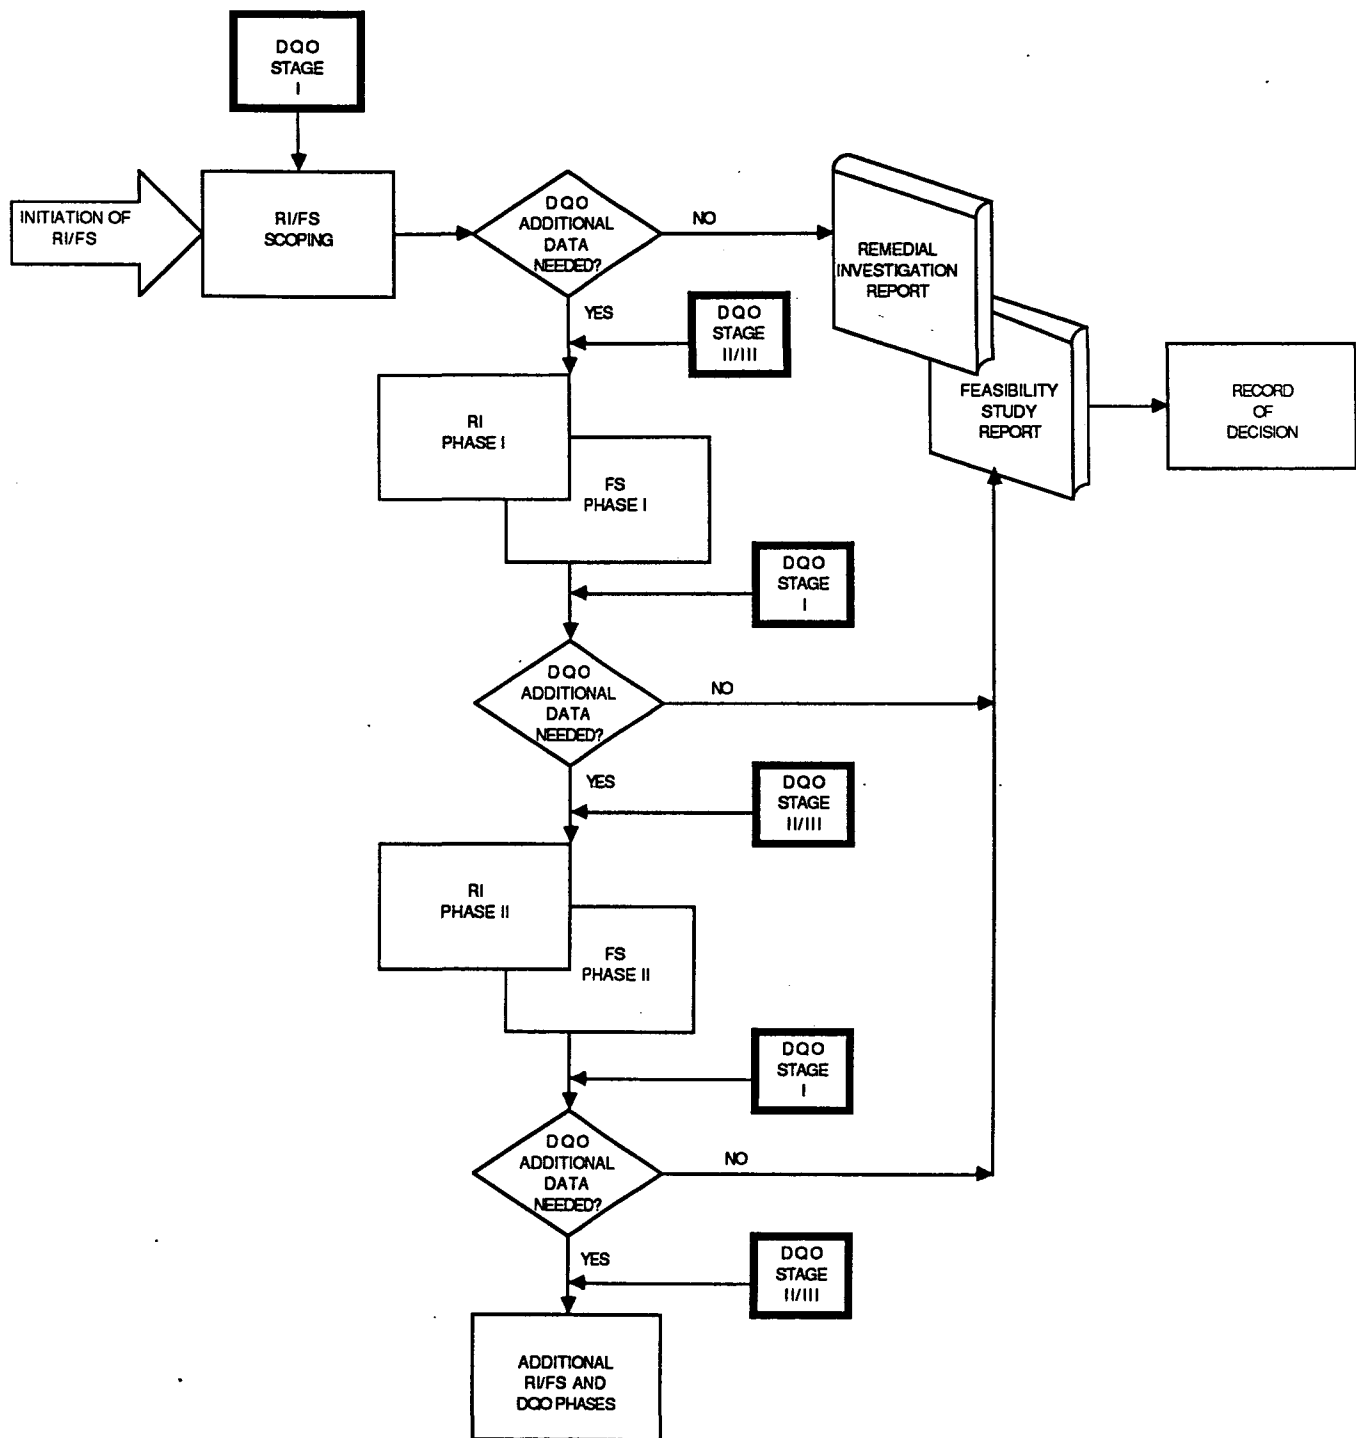 DQO
STAGE
I
INITIATION OF
RI/FS
RI/FS
SCOPING
DQO
ADDITIONAL
DATA
NEEDED?
NO
REMEDIAL
INVESTIGATION
REPORT
YES
DQO
STAGE
II/III
FEASIBILITY
STUDY
REPORT
RECORD
OF
DECISION
RI
PHASE I
FS
PHASE I
DQO
STAGE
I
DQO
ADDITIONAL
DATA
NEEDED?
NO
YES
DQO
STAGE
II/III
RI
PHASE II
FS
PHASE II
DQO
STAGE
I
DQO
ADDITIONAL
DATA
NEEDED?
NO
YES
DQO
STAGE
II/III
ADDITIONAL
RI/FS AND
DQO PHASES